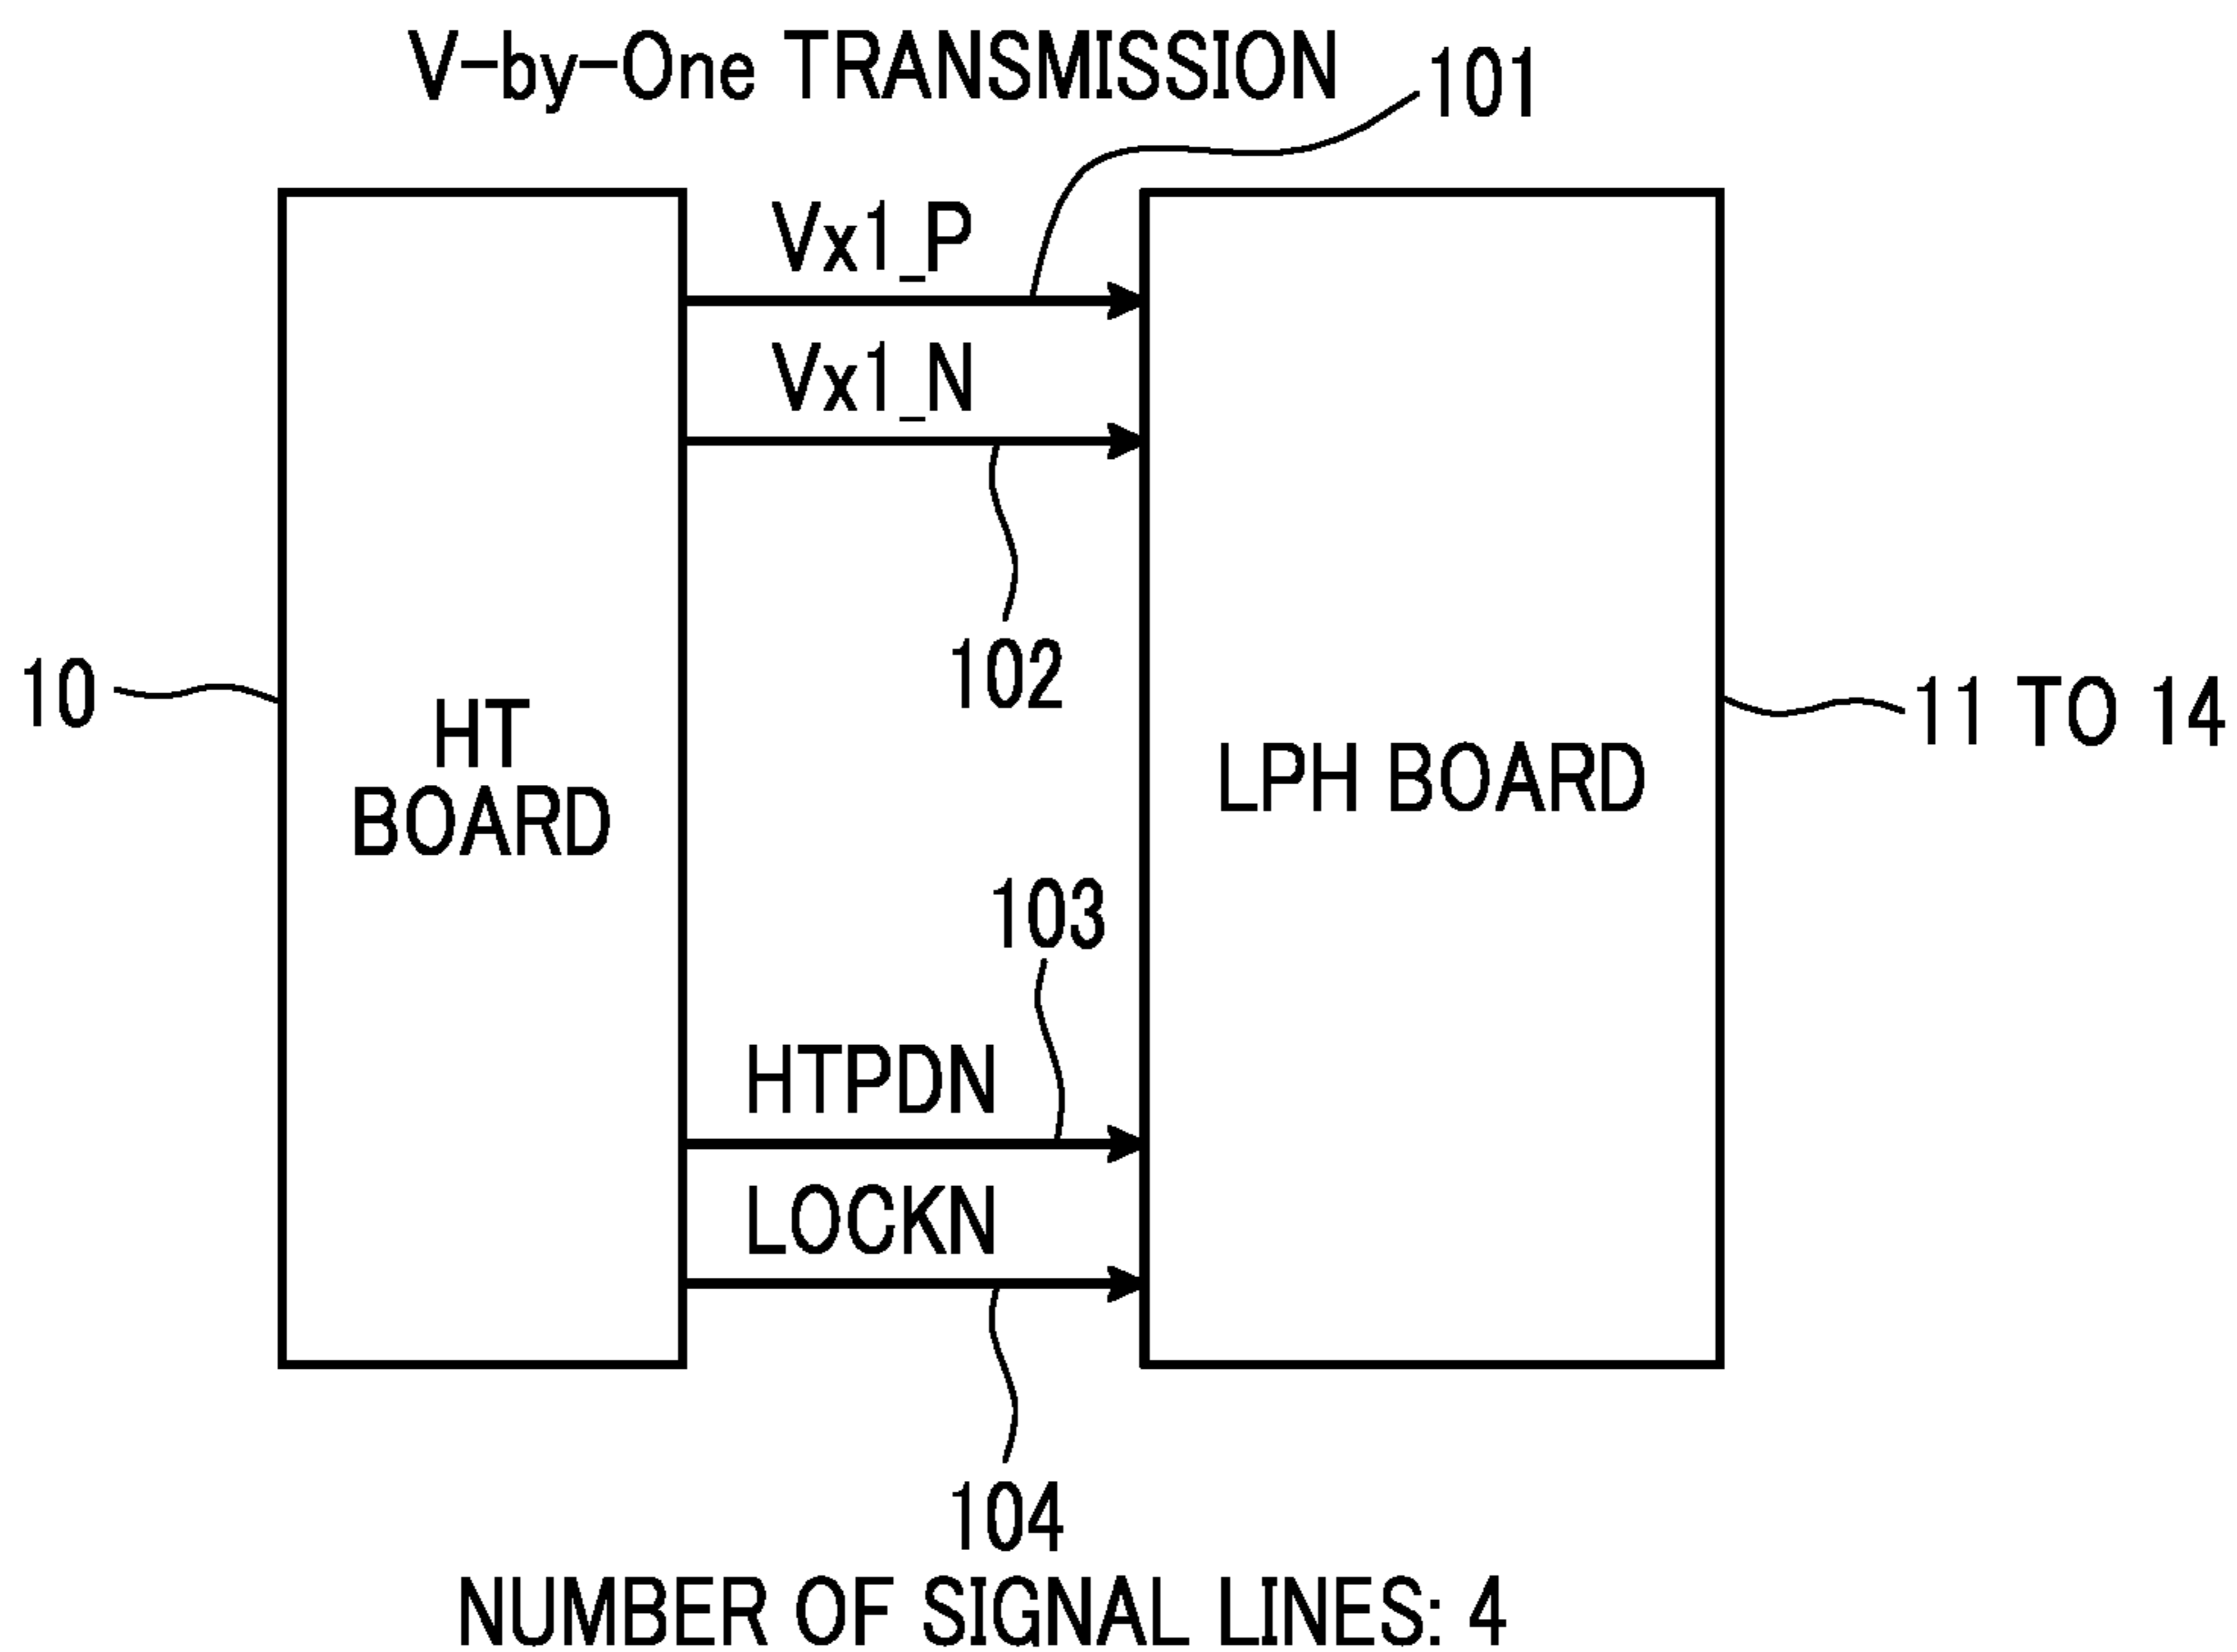 V-by-One TRANSMISSION
101
Vx1_P
Vx1_N
102
10
HT
BOARD
LPH BOARD
11 TO 14
103
HTPDN
LOCKN
104
NUMBER OF SIGNAL LINES: 4